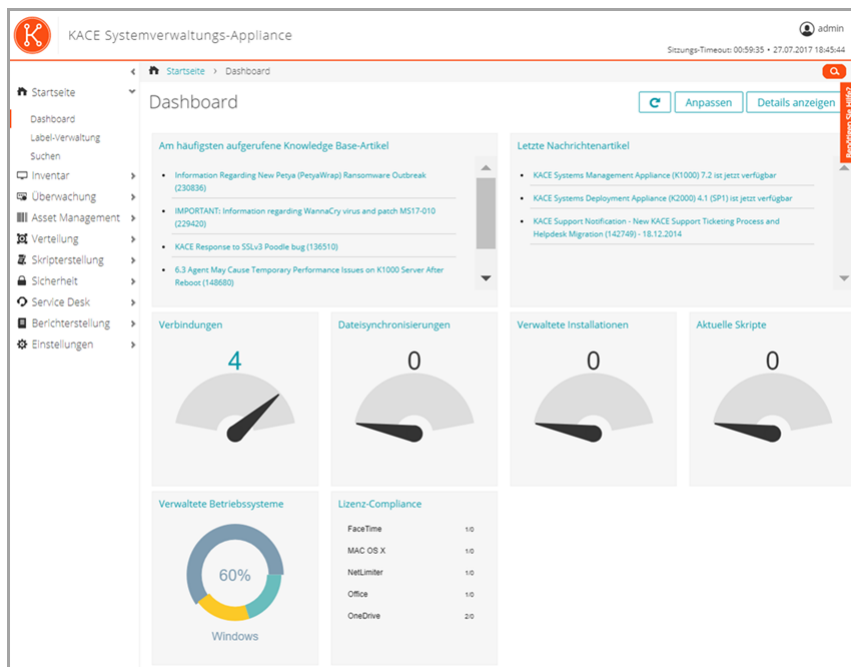 KACE Systemverwaltungs-Appliance
admin
Sitzungs-Timeout: 00:59:35 • 27.07.2017 18:45:44
Startseite
Dashboard
Label-Verwaltung
Suchen
Inventar
Überwachung
Asset Management
Verteilung
Skripterstellung
Sicherheit
Service Desk
Berichterstellung
Einstellungen
Startseite › Dashboard
Dashboard
Anpassen
Details anzeigen
Benötigen Sie Hilfe?
Am häufigsten aufgerufene Knowledge Base-Artikel
• Information Regarding New Petya (PetyaWrap) Ransomware Outbreak
(230836)
• IMPORTANT: Information regarding WannaCry virus and patch MS17-010
(229420)
• KACE Response to SSLv3 Poodle bug (136510)
• 6.3 Agent May Cause Temporary Performance Issues on K1000 Server After
Reboot (148680)
Letzte Nachrichtenartikel
• KACE Systems Management Appliance (K1000) 7.2 ist jetzt verfügbar
• KACE Systems Deployment Appliance (K2000) 4.1 (SP1) ist jetzt verfügbar
• KACE Support Notification - New KACE Support Ticketing Process and
Helpdesk Migration (142749) - 18.12.2014
Verbindungen
4
Dateisynchronisierungen
0
Verwaltete Installationen
0
Aktuelle Skripte
0
Verwaltete Betriebssysteme
60%
Windows
Lizenz-Compliance
FaceTime 1/0
MAC OS X 1/0
NetLimiter 1/0
Office 1/0
OneDrive 2/0